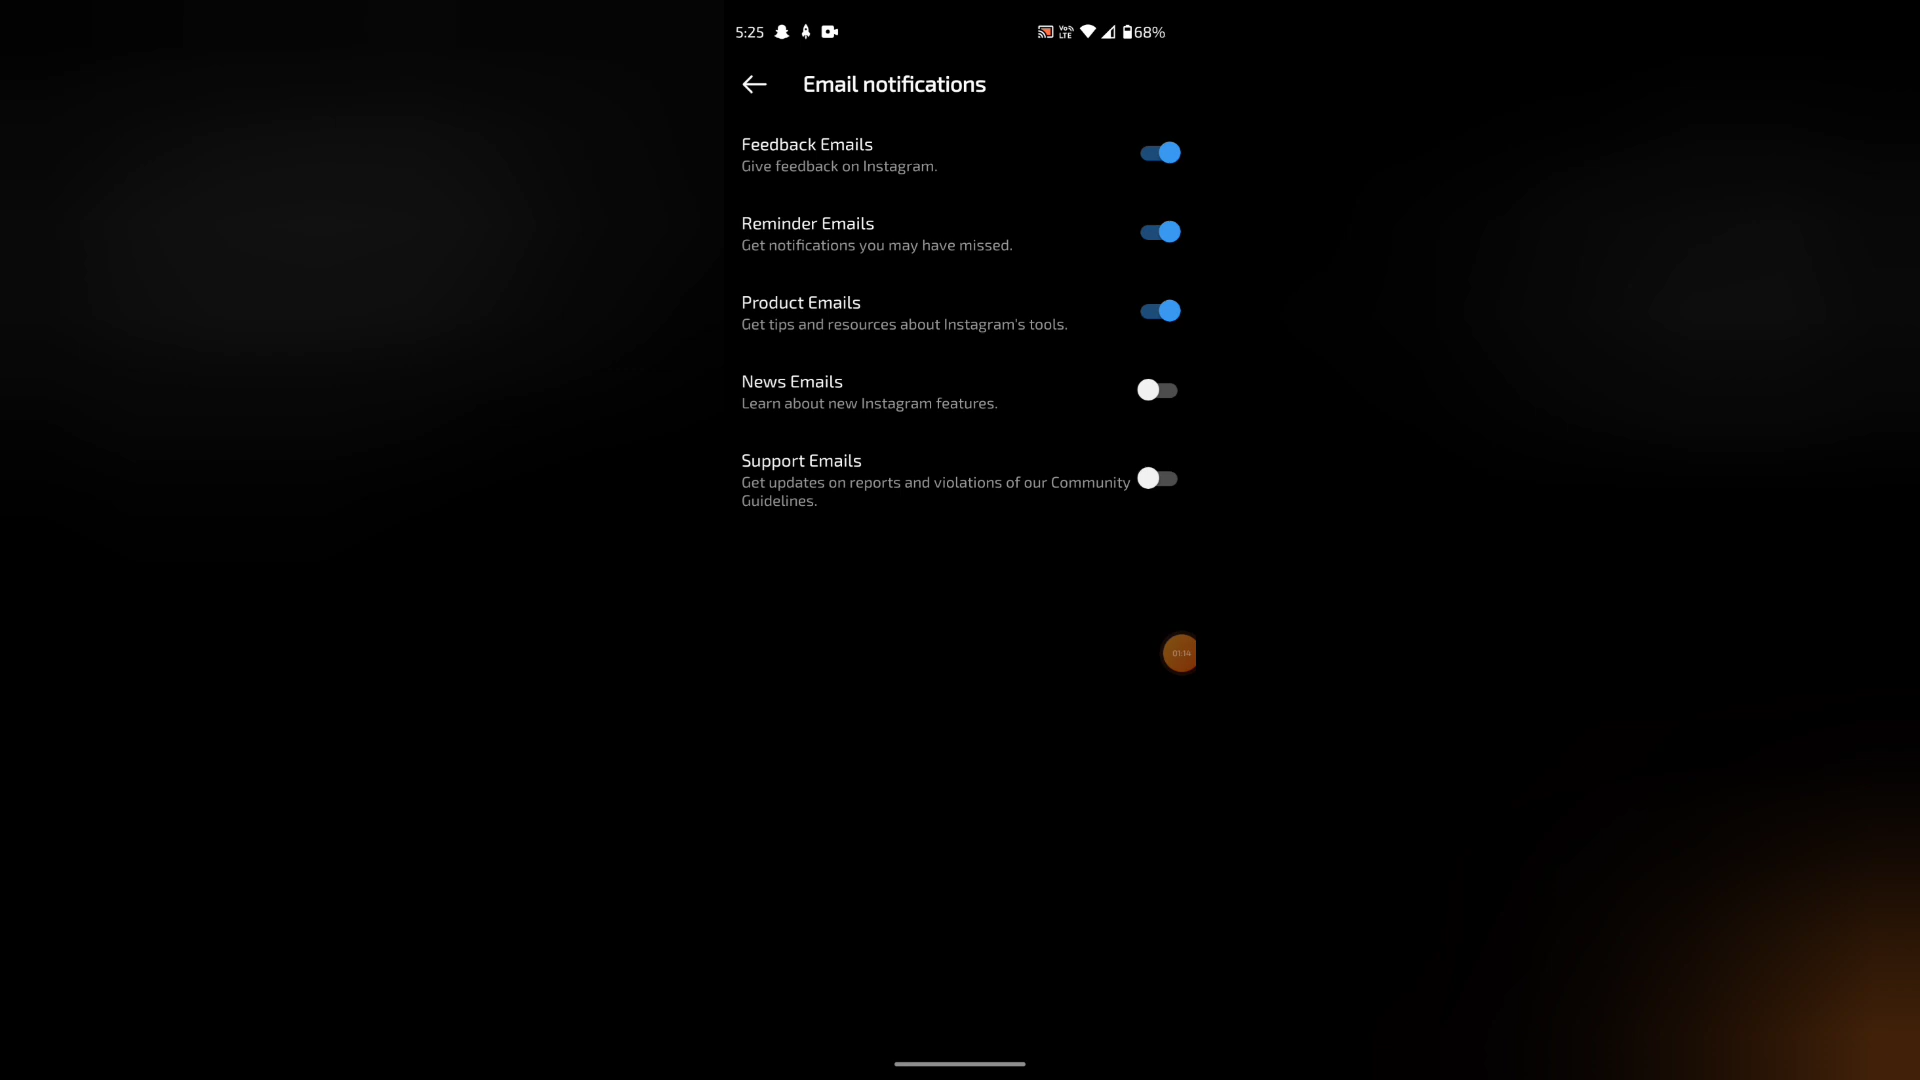 5:25 Vo LTE 68%
Email notifications
Feedback Emails
Give feedback on Instagram.
Reminder Emails
Get notifications you may have missed.
Product Emails
Get tips and resources about Instagram's tools.
News Emails
Learn about new Instagram features.
Support Emails
Get updates on reports and violations of our Community
Guidelines.
01:14